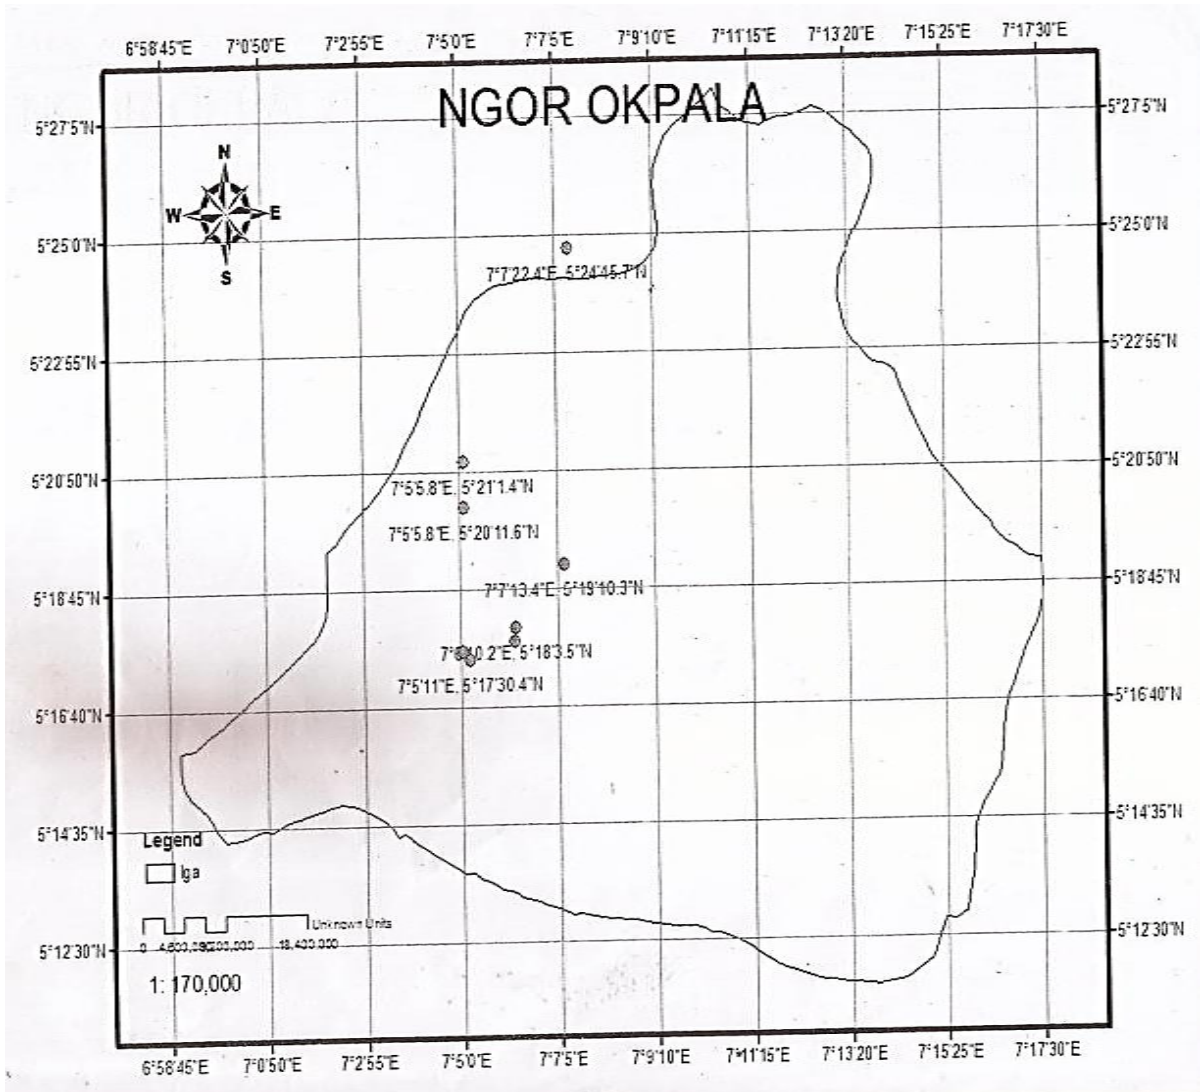 6°58'45"E 7°0'50"E 7°2'55"E 7°5'0"E 7°7'5"E 7°9'10"E 7°11'15"E 7°13'20"E 7°15'25"E 7°17'30"E
NGOR OKPALA
5°27'5"N 5°27'5"N
N
W E
S
5°25'0"N 5°25'0"N
7°7'22.4"E, 5°24'45.7"N
5°22'55"N 5°22'55"N
5°20'50"N 5°20'50"N
7°5'5.8"E, 5°21'1.4"N
7°5'5.8"E, 5°20'11.6"N
7°7'13.4"E, 5°19'10.3"N
5°18'45"N 5°18'45"N
5°18'3.5"N
7°5'11"E, 5°17'30.4"N
5°16'40"N 5°16'40"N
5°14'35"N 5°14'35"N
Legend
lga
Unknown Units
0 18,400,000
5°12'30"N 5°12'30"N
1: 170,000
6°58'45"E 7°0'50"E 7°2'55"E 7°5'0"E 7°7'5"E 7°9'10"E 7°11'15"E 7°13'20"E 7°15'25"E 7°17'30"E